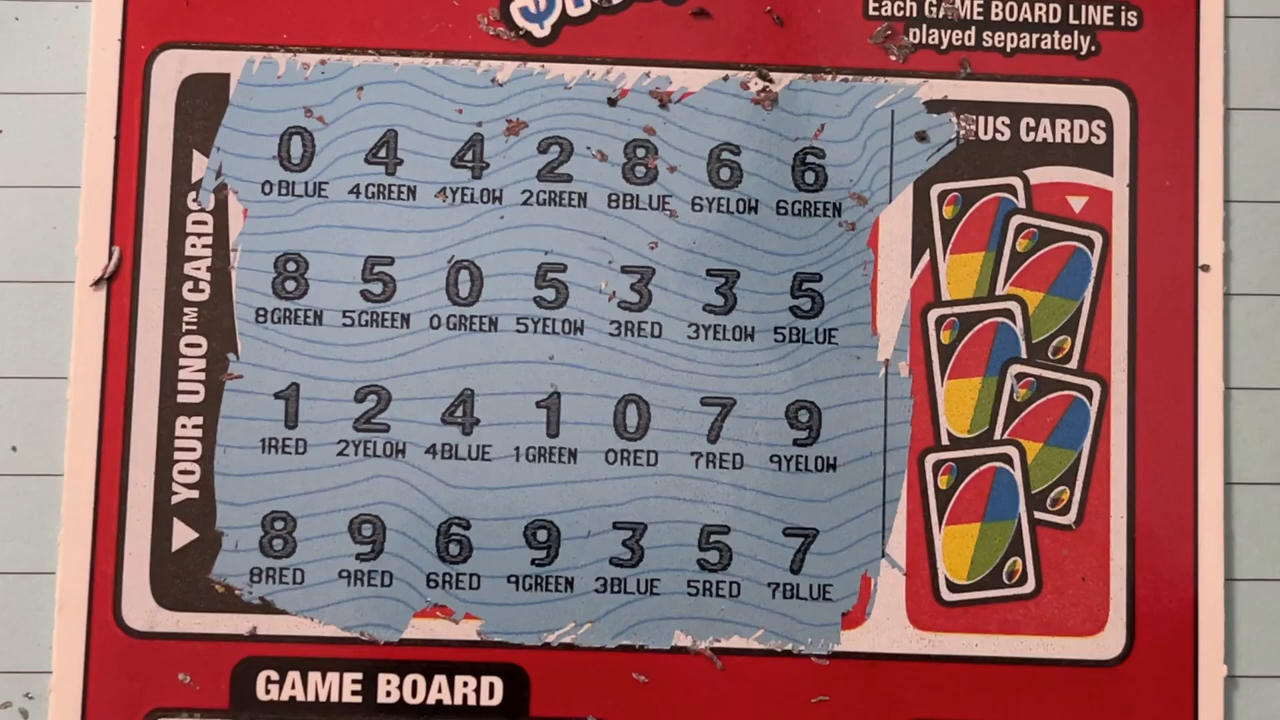 Each GAME BOARD LINE is
played separately.
YOUR UNO™ CARDS
CARDS
0 4 4 2 8 6 6
0BLUE 4GREEN 4YELOW 2GREEN 8BLUE 6YELOW 6GREEN
8 5 0 5 3 3 5
8GREEN 5GREEN 0GREEN 5YELOW 3RED 3YELOW 5BLUE
1 2 4 1 0 7 9
1RED 2YELOW 4BLUE 1GREEN 0RED 7RED 9YELOW
8 9 6 9 3 5 7
8RED 9RED 6RED 9GREEN 3BLUE 5RED 7BLUE
GAME BOARD